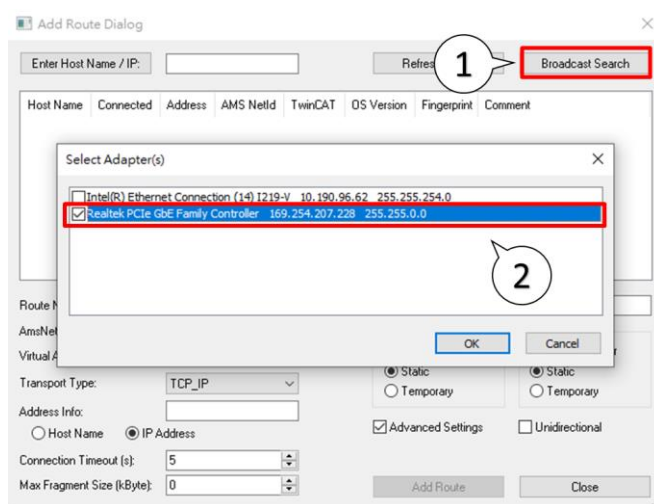 Add Route Dialog
Enter Host Name / IP:
Broadcast Search
1
Host Name Connected Address AMS NetId TwinCAT OS Version Fingerprint Comment
Select Adapter(s)
Intel(R) Ethernet Connection (14) I219-V 10.190.96.62 255.255.254.0
Realtek PCIe GbE Family Controller 169.254.207.228 255.255.0.0
2
OK Cancel
Route
Static Static
Transport Type: TCP_IP
Temporary Temporary
Address Info:
Host Name IP Address
Advanced Settings Unidirectional
Connection Timeout (s): 5
Max Fragment Size (kByte): 0
Add Route Close